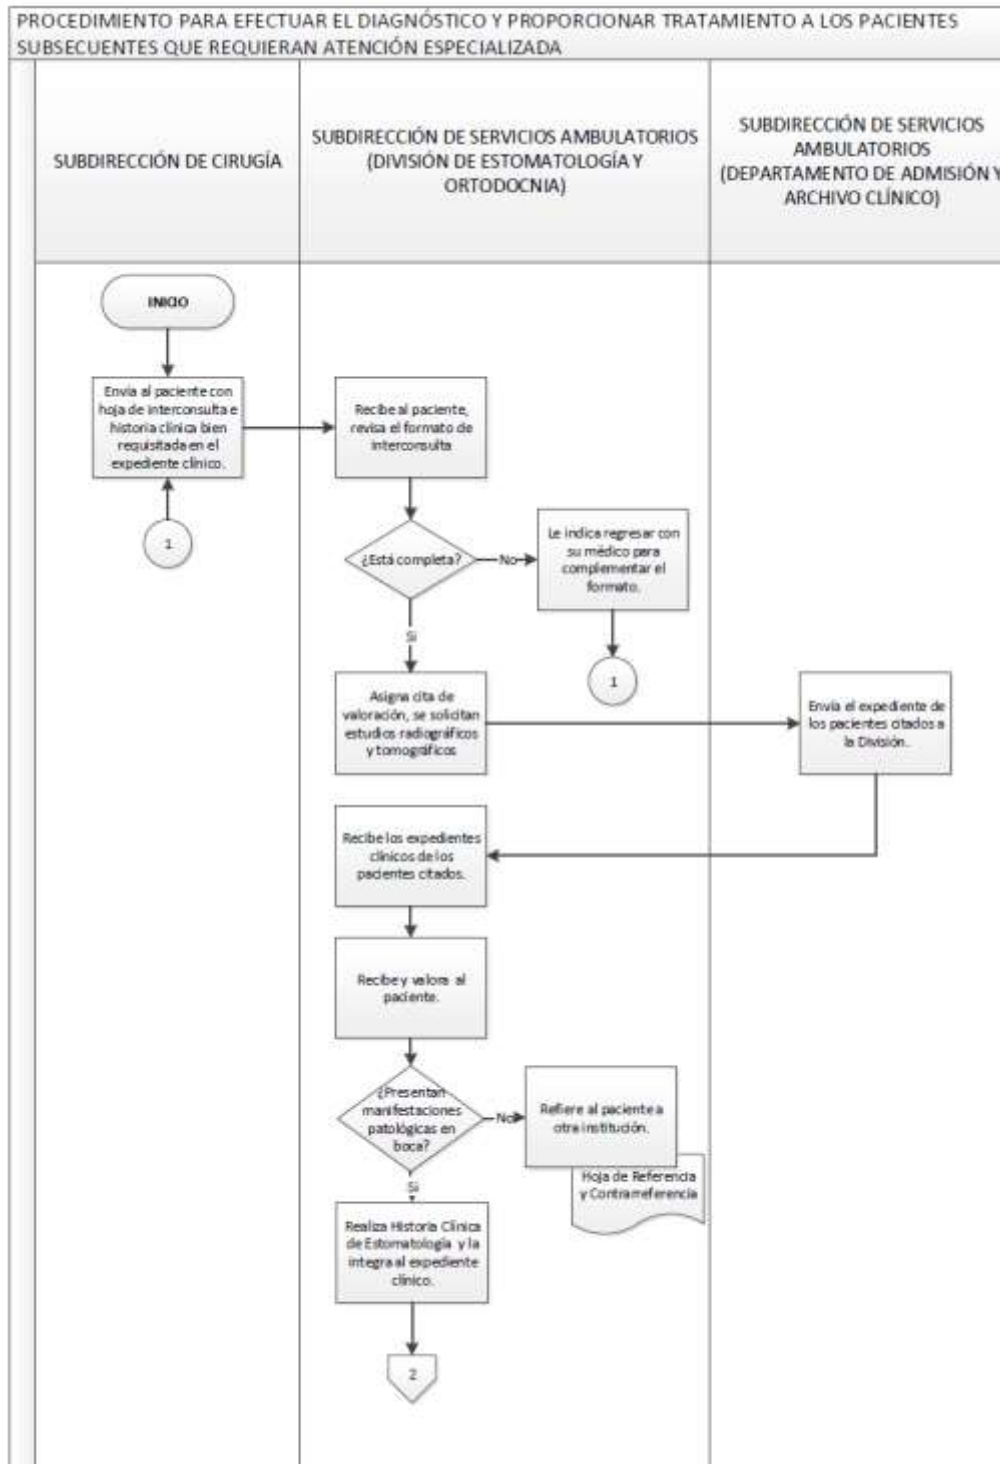 PROCEDIMIENTO PARA EFECTUAR EL DIAGNÓSTICO Y PROPORCIONAR TRATAMIENTO A LOS PACIENTES
SUBSECUENTES QUE REQUIERAN ATENCIÓN ESPECIALIZADA
SUBDIRECCIÓN DE CIRUGÍA
SUBDIRECCIÓN DE SERVICIOS AMBULATORIOS
(DIVISIÓN DE ESTOMATOLOGÍA Y
ORTODOCNIA)
SUBDIRECCIÓN DE SERVICIOS
AMBULATORIOS
(DEPARTAMENTO DE ADMISIÓN Y
ARCHIVO CLÍNICO)
INICIO
Envía al paciente con
hoja de interconsulta e
historia clínica bien
requisitada en el
expediente clínico.
1
Recibe al paciente,
revisa el formato de
interconsulta
¿Está completa?
No
Le indica regresar con
su médico para
complementar el
formato.
1
Si
Asigna cita de
valoración, se solicitan
estudios radiográficos
y tomográficos
Envía el expediente de
los pacientes citados a
la División.
Recibe los expedientes
clínicos de los
pacientes citados.
Recibe y valora al
paciente.
¿Presentan
manifestaciones
patológicas en
boca?
No
Refiere al paciente a
otra institución.
Hoja de Referencia
y Contrarreferencia
Si
Realiza Historia Clínica
de Estomatología y la
integra al expediente
clínico.
2